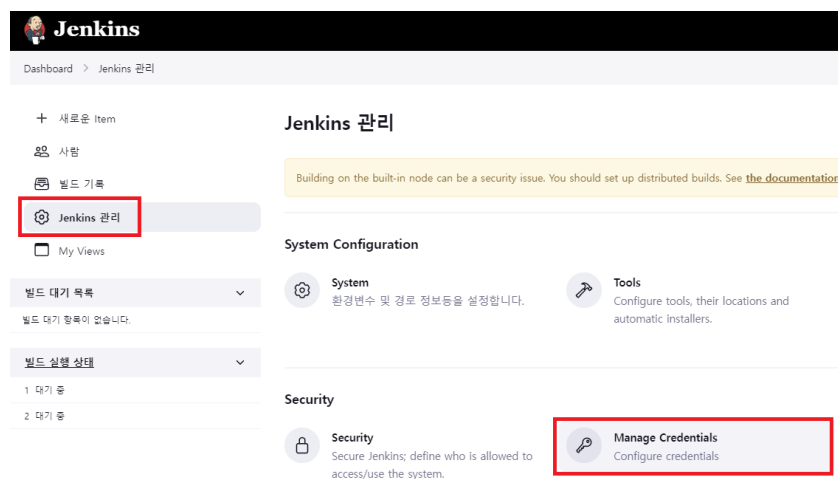 Jenkins
Dashboard > Jenkins 관리
+ 새로운 Item
사람
빌드 기록
Jenkins 관리
My Views
빌드 대기 목록
빌드 대기 항목이 없습니다.
빌드 실행 상태
1 대기 중
2 대기 중
Jenkins 관리
Building on the built-in node can be a security issue. You should set up distributed builds. See the documentation
System Configuration
System
환경변수 및 경로 정보등을 설정합니다.
Tools
Configure tools, their locations and
automatic installers.
Security
Security
Secure Jenkins; define who is allowed to
access/use the system.
Manage Credentials
Configure credentials